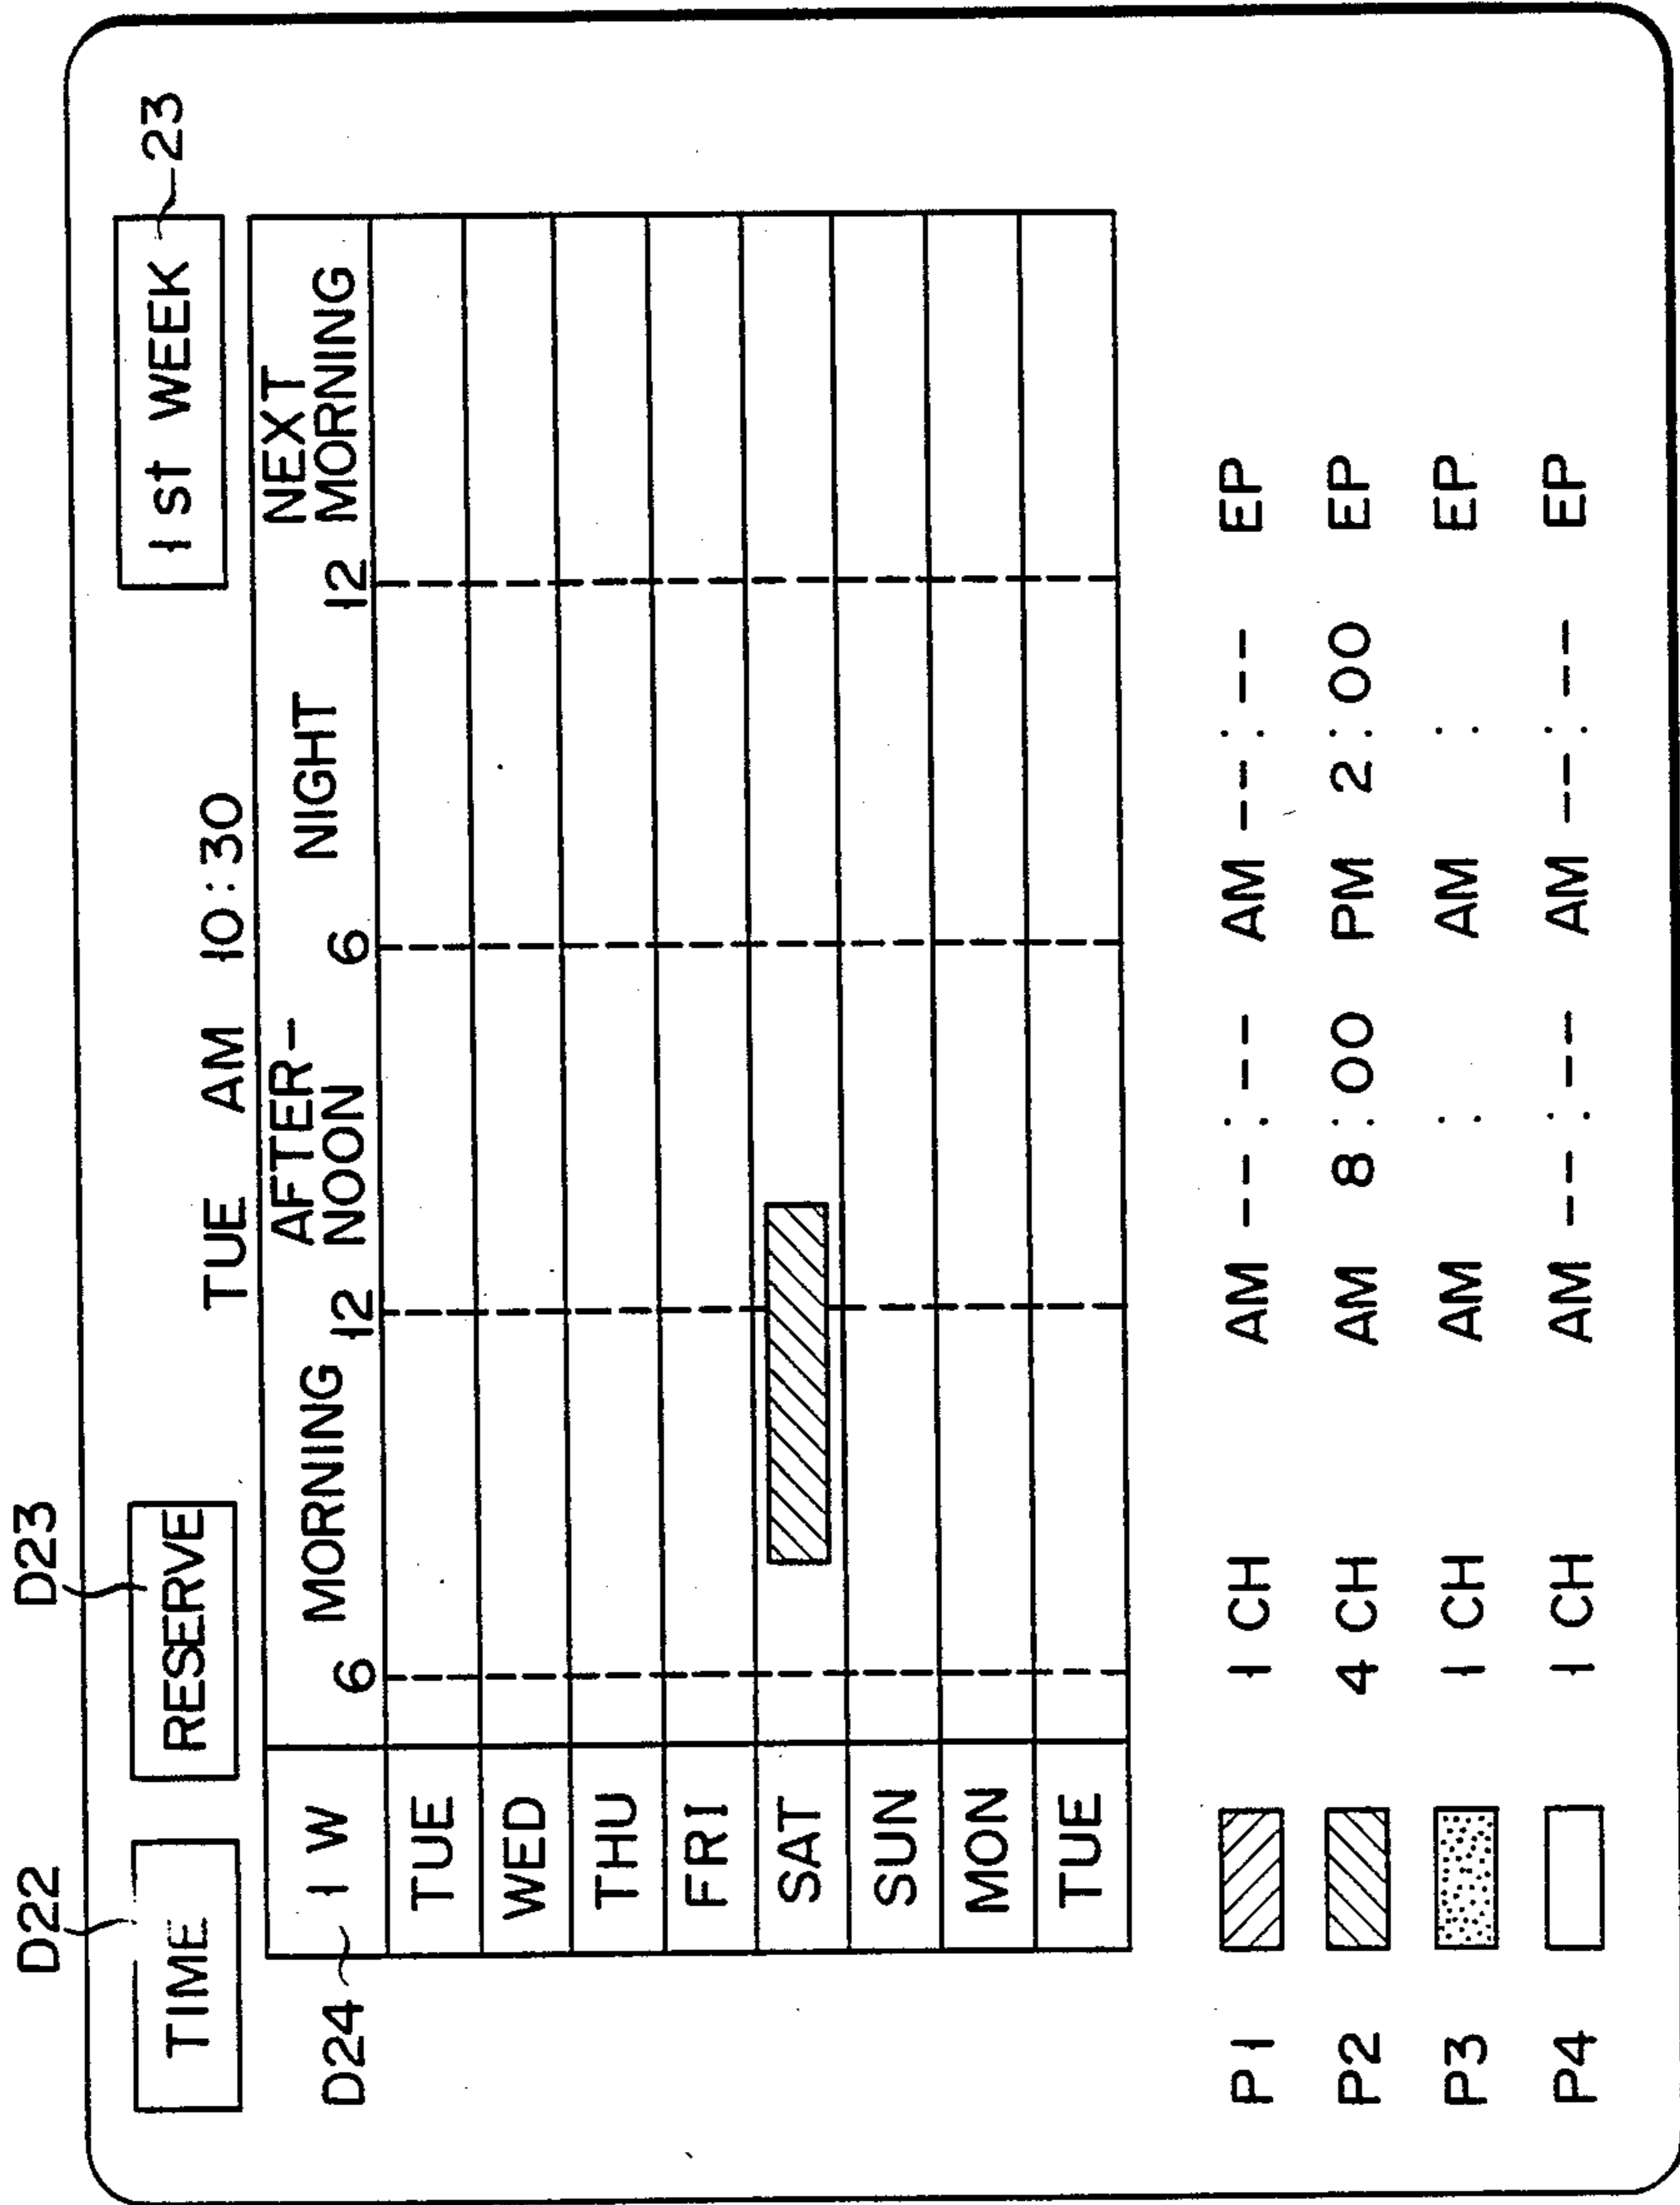 D22 D23
TIME RESERVE 1st WEEK 23
TUE AM 10:30
D24 1 W MORNING AFTER- NIGHT NEXT
NOON MORNING
6 12 6 12
TUE
WED
THU
FRI
SAT
SUN
MON
TUE
P1 1 CH AM --:-- AM --:-- EP
P2 4 CH AM 8:00 PM 2:00 EP
P3 1 CH AM : AM : EP
P4 1 CH AM --:-- AM --:-- EP